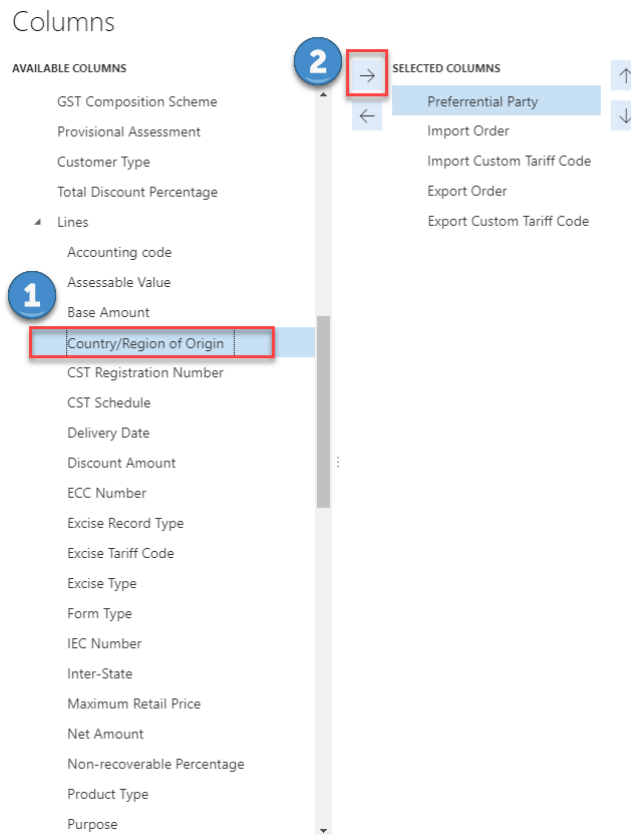 Columns
AVAILABLE COLUMNS
GST Composition Scheme
Provisional Assessment
Customer Type
Total Discount Percentage
Lines
Accounting code
Assessable Value
1
Base Amount
Country/Region of Origin
CST Registration Number
CST Schedule
Delivery Date
Discount Amount
ECC Number
Excise Record Type
Excise Tariff Code
Excise Type
Form Type
IEC Number
Inter-State
Maximum Retail Price
Net Amount
Non-recoverable Percentage
Product Type
Purpose
2
SELECTED COLUMNS
Preferrential Party
Import Order
Import Custom Tariff Code
Export Order
Export Custom Tariff Code